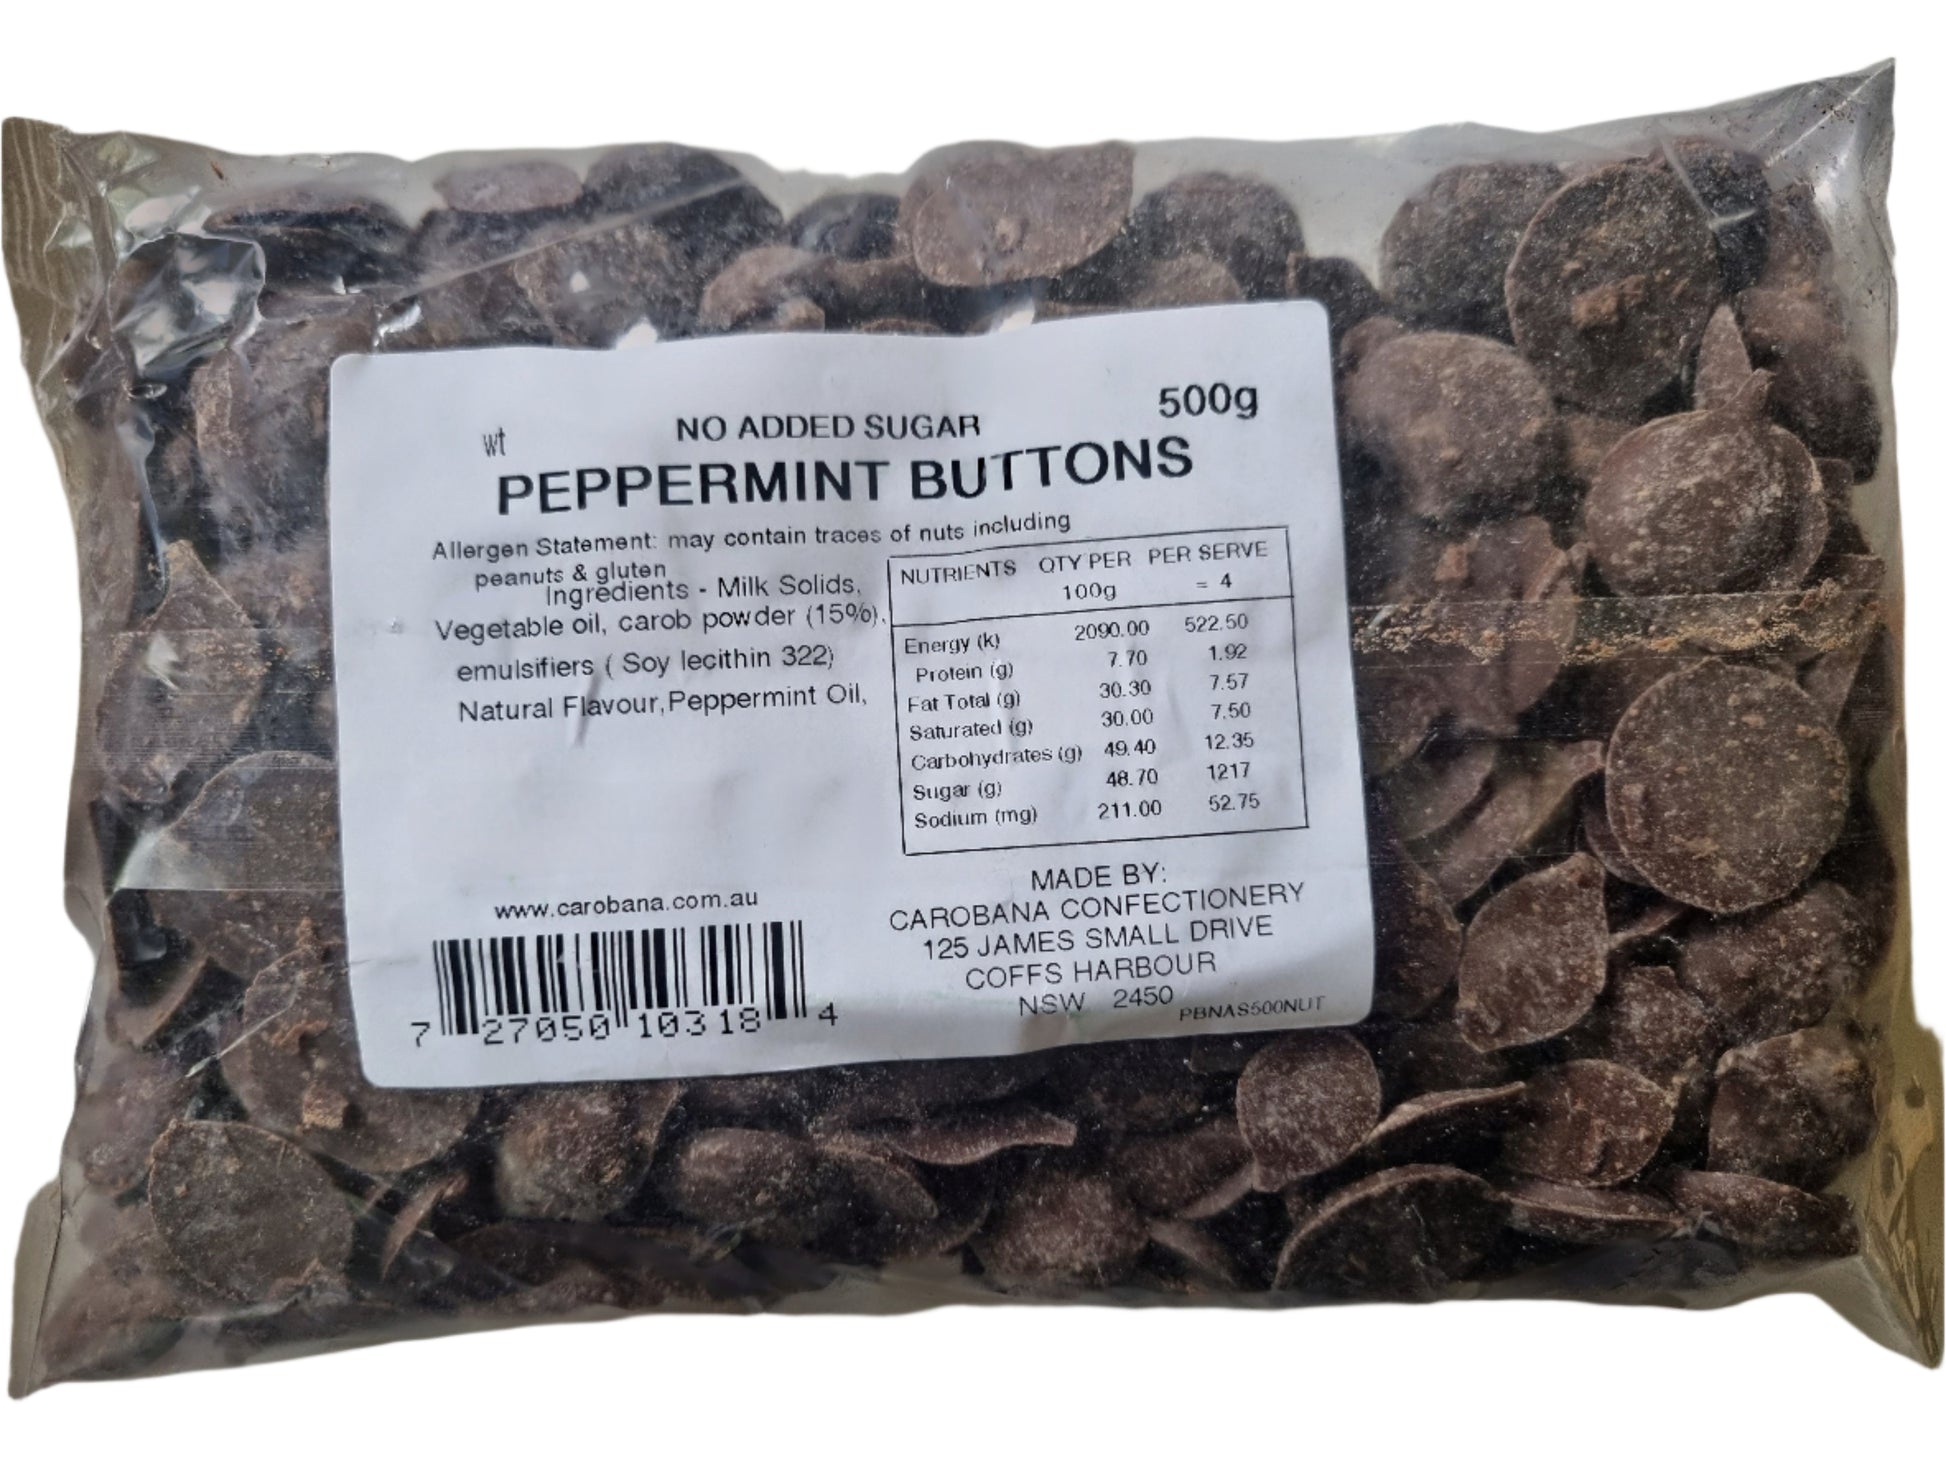 500g
NO ADDED SUGAR
wt
PEPPERMINT BUTTONS
Allergen Statement: may contain traces of nuts including
peanuts & gluten
Ingredients - Milk Solids,
Vegetable oil, carob powder (15%),
emulsifiers ( Soy lecithin 322)
Natural Flavour, Peppermint Oil,
NUTRIENTS QTY PER PER SERVE
100g = 4
Energy (k) 2090.00 522.50
Protein (g) 7.70 1.92
Fat Total (g) 30.30 7.57
Saturated (g) 30.00 7.50
Carbohydrates (g) 49.40 12.35
Sugar (g) 48.70 1217
Sodium (mg) 211.00 52.75
www.carobana.com.au
7 27050 10318 4
MADE BY:
CAROBANA CONFECTIONERY
125 JAMES SMALL DRIVE
COFFS HARBOUR
NSW 2450
PBNAS500NUT